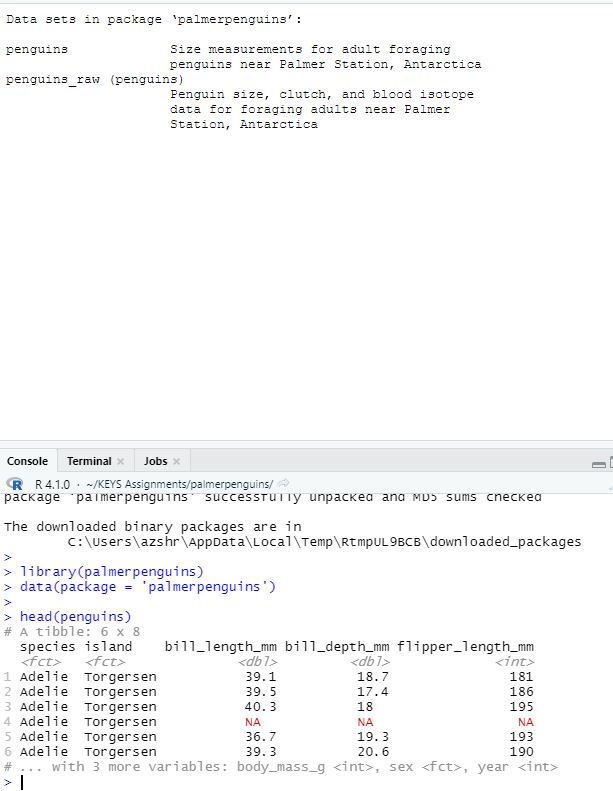 Data sets in package ‘palmerpenguins’:
penguins Size measurements for adult foraging
penguins near Palmer Station, Antarctica
penguins_raw (penguins)
Penguin size, clutch, and blood isotope
data for foraging adults near Palmer
Station, Antarctica
Console Terminal × Jobs ×
R 4.1.0 · ~/KEYS Assignments/palmerpenguins/
package 'palmerpenguins' successfully unpacked and MD5 sums checked
The downloaded binary packages are in
C:\Users\azshr\AppData\Local\Temp\RtmpUL9BCB\downloaded_packages
>
> library(palmerpenguins)
> data(package = 'palmerpenguins')
>
> head(penguins)
# A tibble: 6 x 8
species island bill_length_mm bill_depth_mm flipper_length_mm
<fct> <fct> <dbl> <dbl> <int>
1 Adelie Torgersen 39.1 18.7 181
2 Adelie Torgersen 39.5 17.4 186
3 Adelie Torgersen 40.3 18 195
4 Adelie Torgersen NA NA NA
5 Adelie Torgersen 36.7 19.3 193
6 Adelie Torgersen 39.3 20.6 190
# ... with 3 more variables: body_mass_g <int>, sex <fct>, year <int>
>